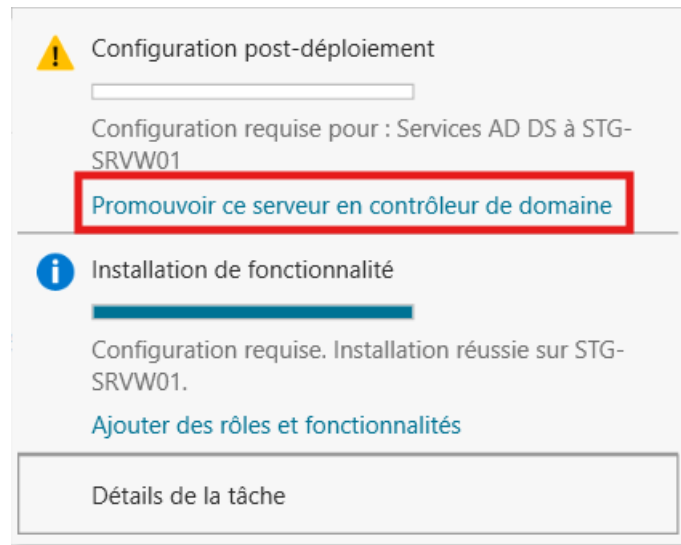 Configuration post-déploiement
Configuration requise pour : Services AD DS à STG-
SRVW01
Promouvoir ce serveur en contrôleur de domaine
Installation de fonctionnalité
Configuration requise. Installation réussie sur STG-
SRVW01.
Ajouter des rôles et fonctionnalités
Détails de la tâche